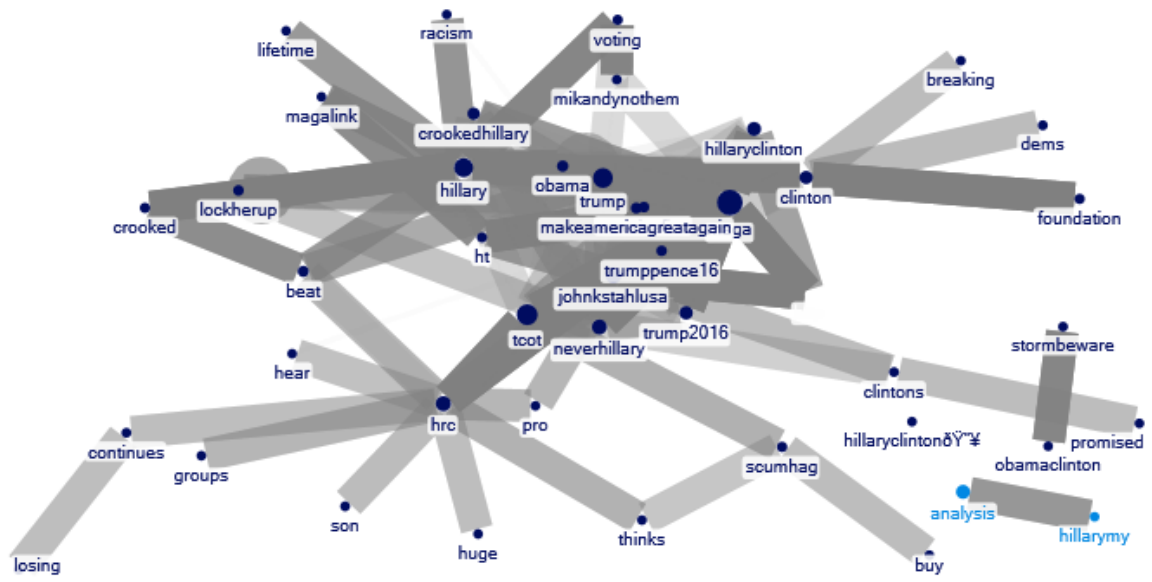 racism
voting
lifetime
breaking
mikandynothem
magalink
crookedhillary
dems
hillaryclinton
hillary
obama
clinton
trump
lockherup
foundation
crooked
makeamericagreatagain
ga
ht
trumppence16
beat
johnkstahlusa
trump2016
tcot
neverhillary
stormbeware
hear
clintons
hrc
pro
hillaryclintonðŸ”¥
promised
continues
obamaclinton
scumhag
groups
analysis
son
hillarymy
thinks
huge
losing
buy